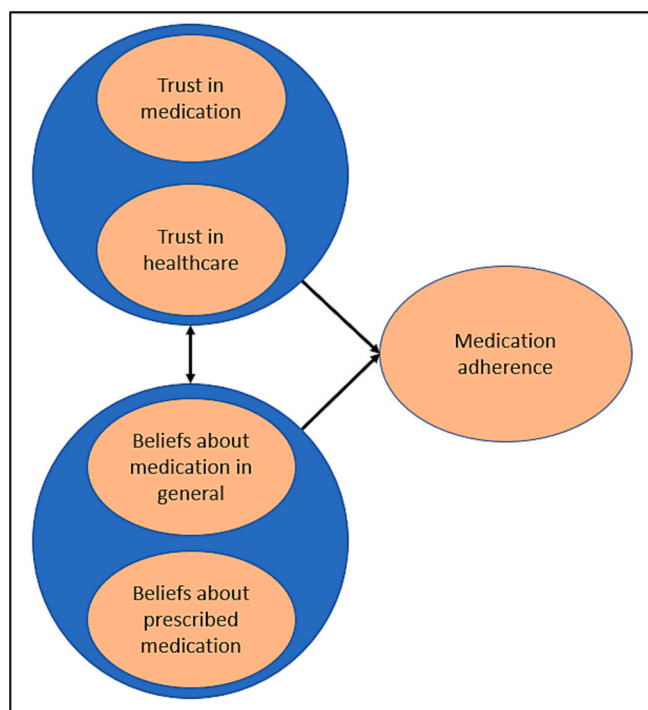 Trust in
medication
Trust in
healthcare
Medication
adherence
Beliefs about
medication in
general
Beliefs about
prescribed
medication